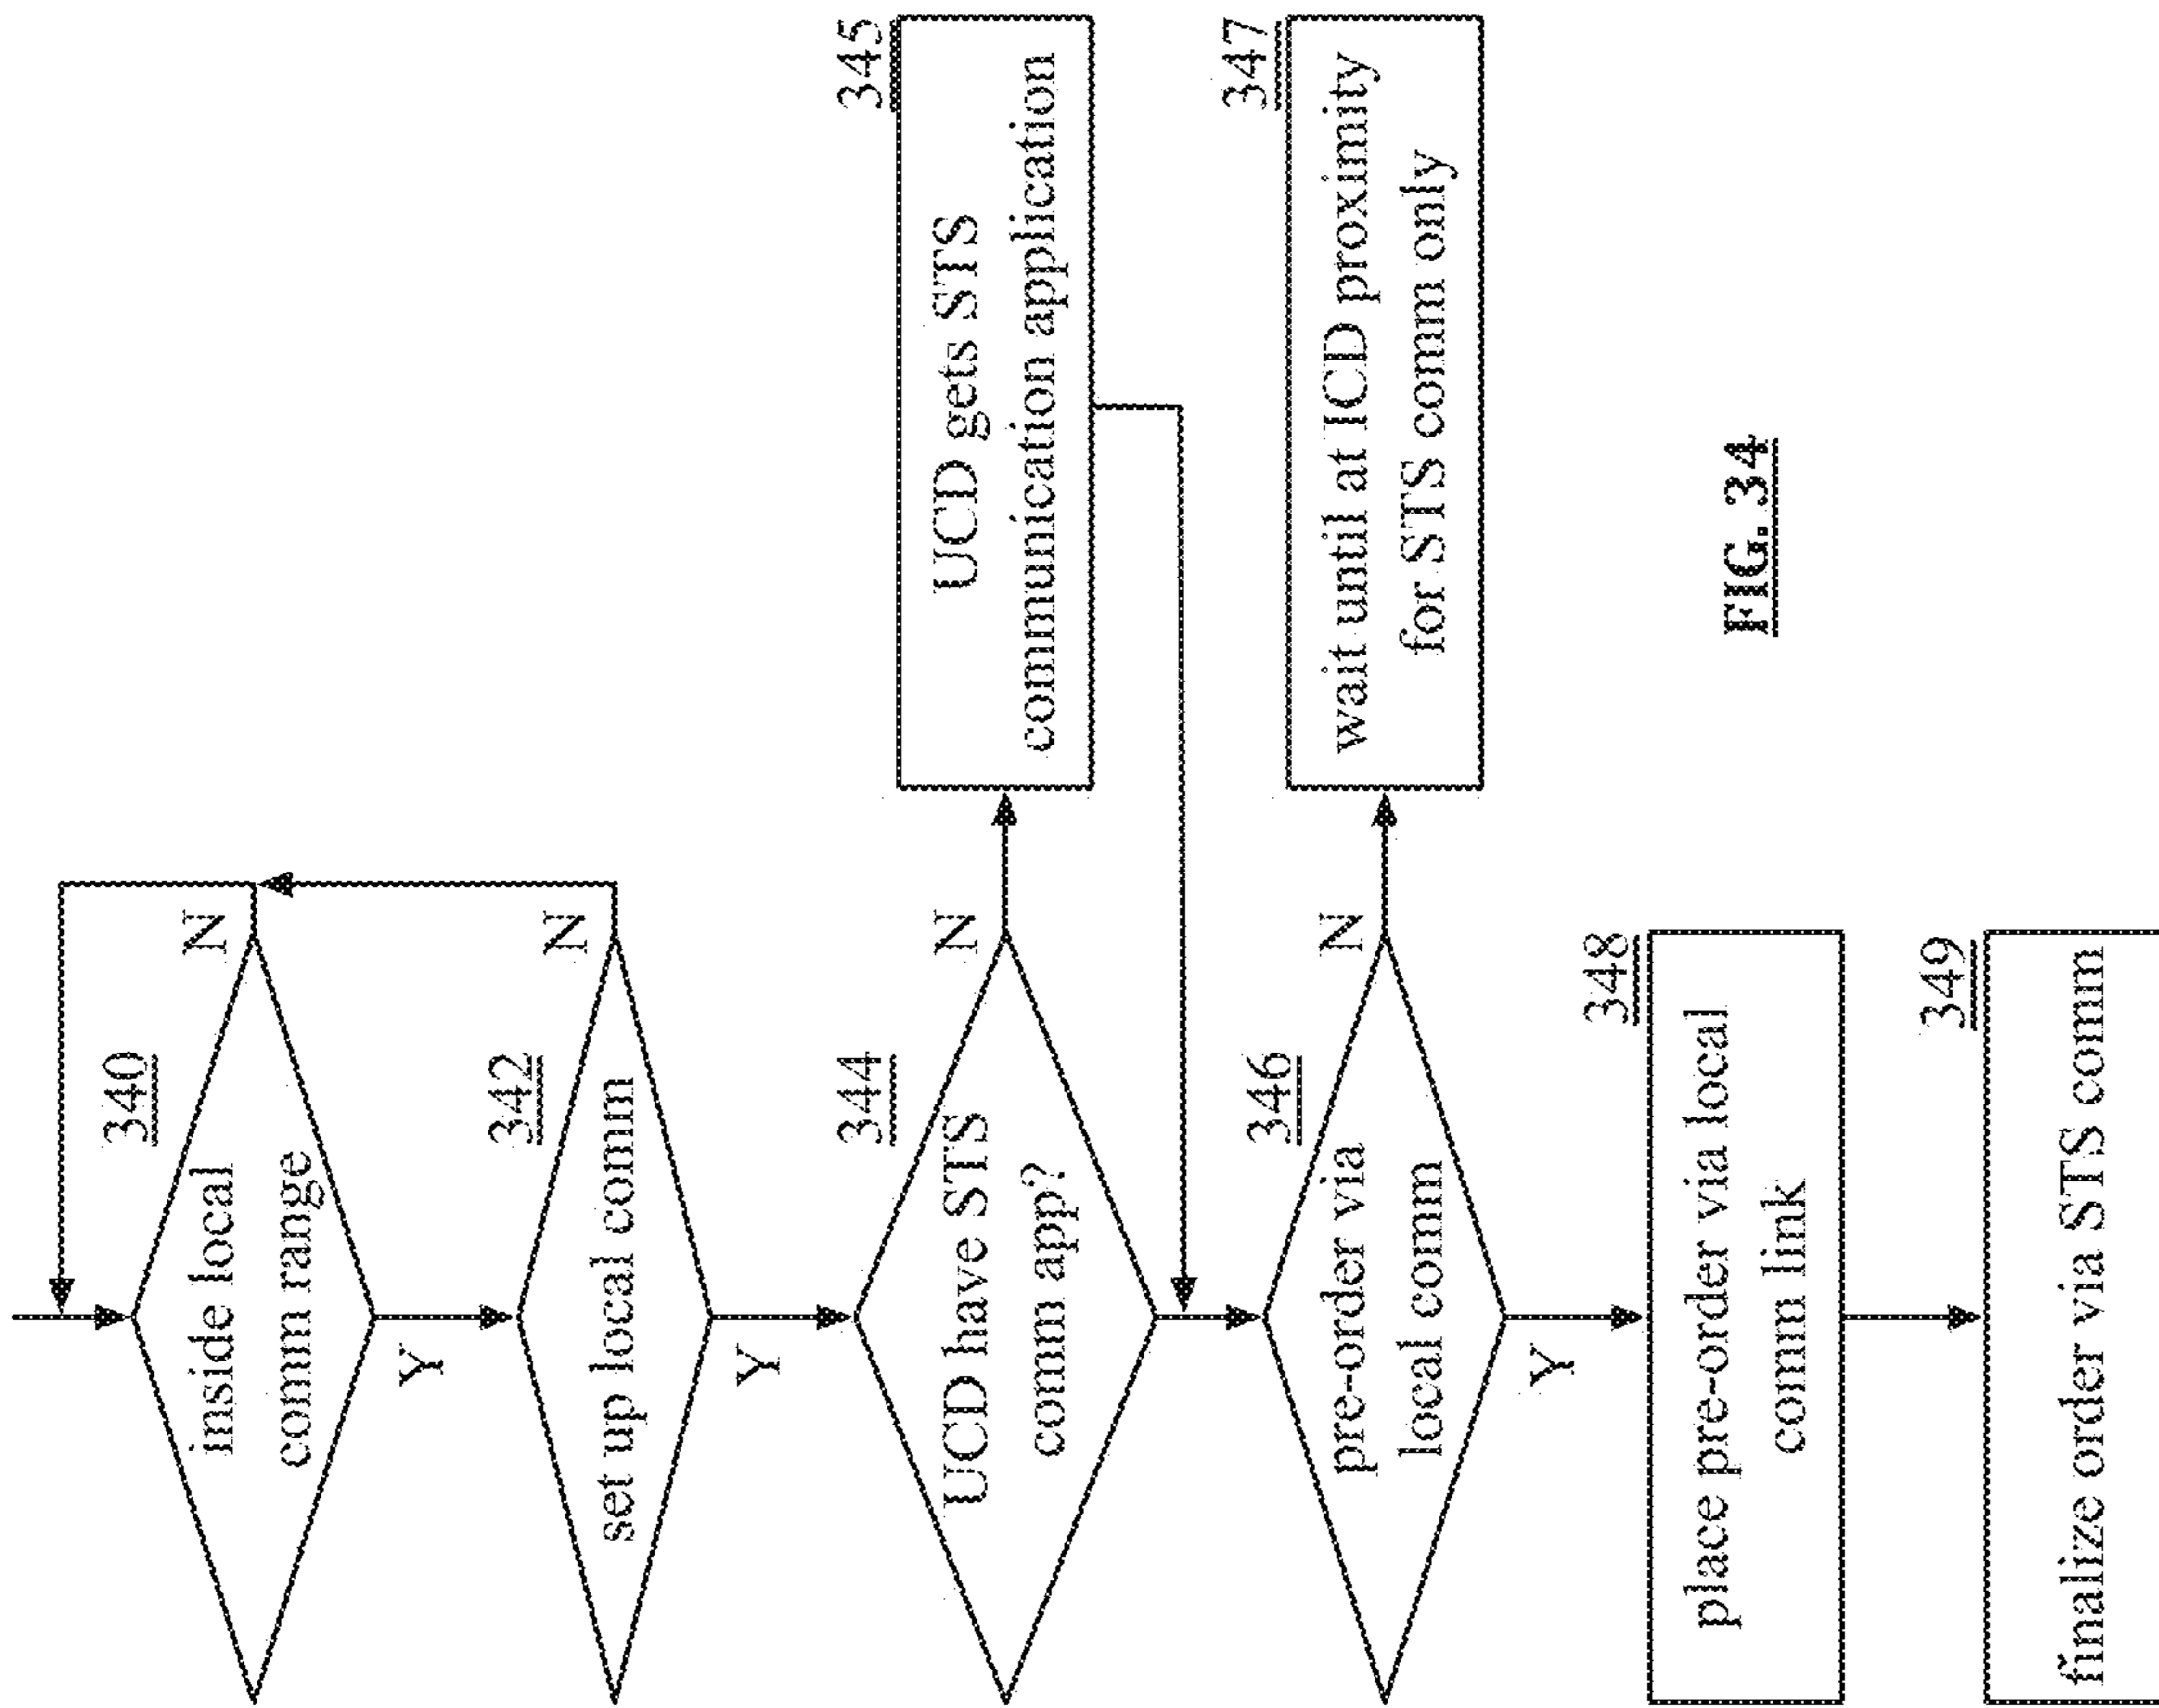 340
inside local
comm range
N
Y
342
set up local comm
N
Y
344
UCD have STS
comm app?
N
345
UCD gets STS
communication application
346
pre-order via
local comm
N
Y
347
wait until at ICD proximity
for STS comm only
348
place pre-order via local
comm link
349
finalize order via STS comm
FIG. 34